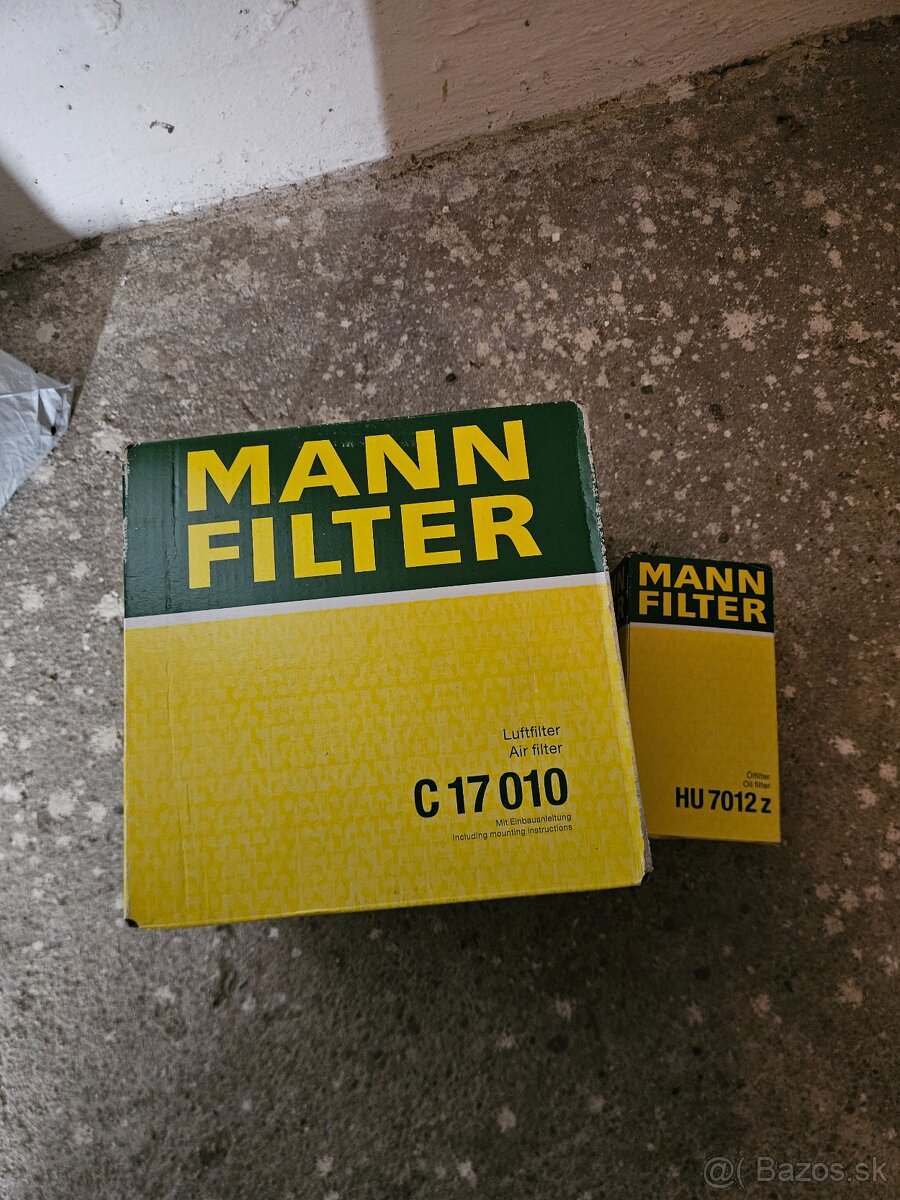 MANN
FILTER
Luftfilter
Air filter
C 17 010
Mit Einbauanleitung
Including mounting instructions
MANN
FILTER
Ölfilter
Oil filter
HU 7012 z
@( Bazos.sk